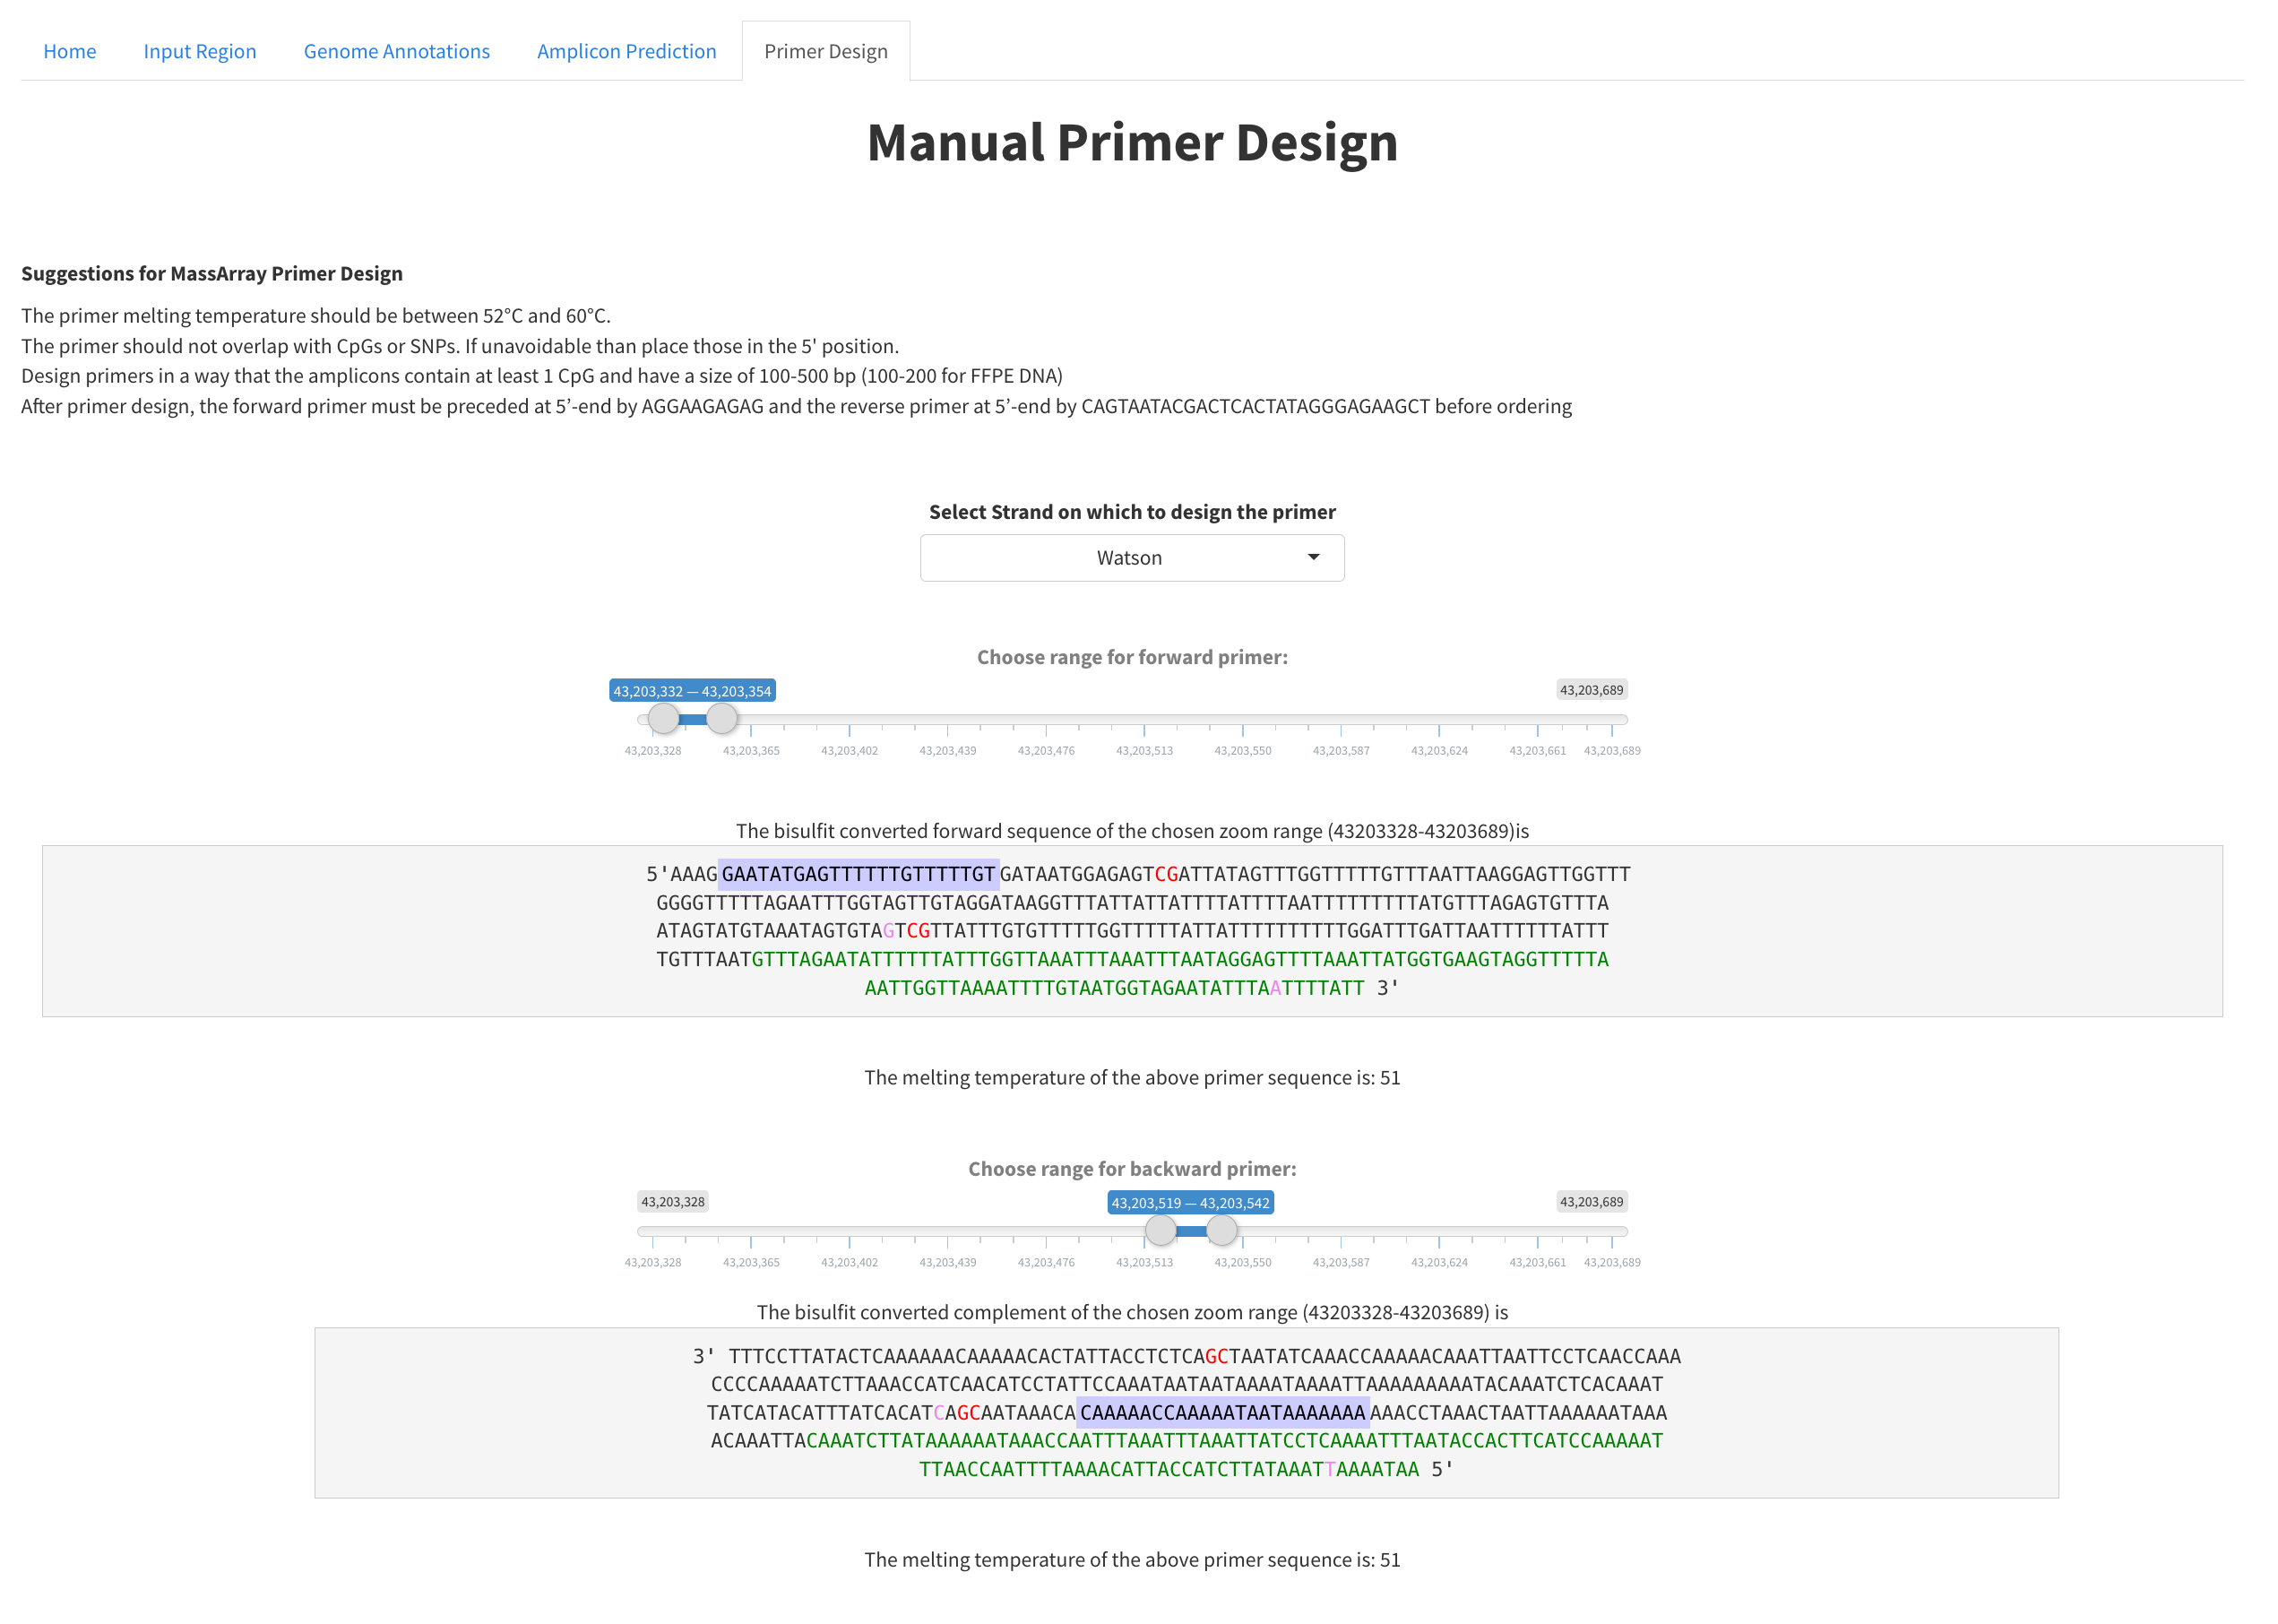 Home Input Region Genome Annotations Amplicon Prediction Primer Design
Manual Primer Design
Suggestions for MassArray Primer Design
The primer melting temperature should be between 52°C and 60°C.
The primer should not overlap with CpGs or SNPs. If unavoidable than place those in the 5' position.
Design primers in a way that the amplicons contain at least 1 CpG and have a size of 100-500 bp (100-200 for FFPE DNA)
After primer design, the forward primer must be preceded at 5’-end by AGGAAGAGAG and the reverse primer at 5’-end by CAGTAATACGACTCACTATAGGGAGAAGCT before ordering
Select Strand on which to design the primer
Watson
Choose range for forward primer:
43,203,332 — 43,203,354 43,203,689
43,203,328 43,203,365 43,203,402 43,203,439 43,203,476 43,203,513 43,203,550 43,203,587 43,203,624 43,203,661 43,203,689
The bisulfit converted forward sequence of the chosen zoom range (43203328-43203689)is
5'AAAGGAATATGAGTTTTTTGTTTTTGTGATAATGGAGAGTCGATTATAGTTTGGTTTTTGTTTAATTAAGGAGTTGGTTT
GGGGTTTTTAGAATTTGGTAGTTGTAGGATAAGGTTTATTATTATTTTATTTTAATTTTTTTTTATGTTTAGAGTGTTTA
ATAGTATGTAAATAGTGTAGTCGTTATTTGTGTTTTTGGTTTTTATTATTTTTTTTTTGGATTTGATTAATTTTTTATTT
TGTTTAATGTTTAGAATATTTTTTATTTGGTTAAATTTAAATTTAATAGGAGTTTTAAATTATGGTGAAGTAGGTTTTTA
AATTGGTTAAAATTTTGTAATGGTAGAATATTTAATTTTATT 3'
The melting temperature of the above primer sequence is: 51
Choose range for backward primer:
43,203,328 43,203,519 — 43,203,542 43,203,689
43,203,328 43,203,365 43,203,402 43,203,439 43,203,476 43,203,513 43,203,550 43,203,587 43,203,624 43,203,661 43,203,689
The bisulfit converted complement of the chosen zoom range (43203328-43203689) is
3' TTTCCTTATACTCAAAAAACAAAAACACTATTACCTCTCAGCTAATATCAAACCAAAAACAAATTAATTCCTCAACCAAA
CCCCAAAAATCTTAAACCATCAACATCCTATTCCAAATAATAATAAAATAAAATTAAAAAAAAATACAAATCTCACAAAT
TATCATACATTTATCACATCAGCAATAAACACAAAAACCAAAAATAATAAAAAAAAAACCTAAACTAATTAAAAAATAAA
ACAAATTACAAATCTTATAAAAAATAAACCAATTTAAATTTAAATTATCCTCAAAATTTAATACCACTTCATCCAAAAAT
TTAACCAATTTTAAAACATTACCATCTTATAAATTAAAATAA 5'
The melting temperature of the above primer sequence is: 51